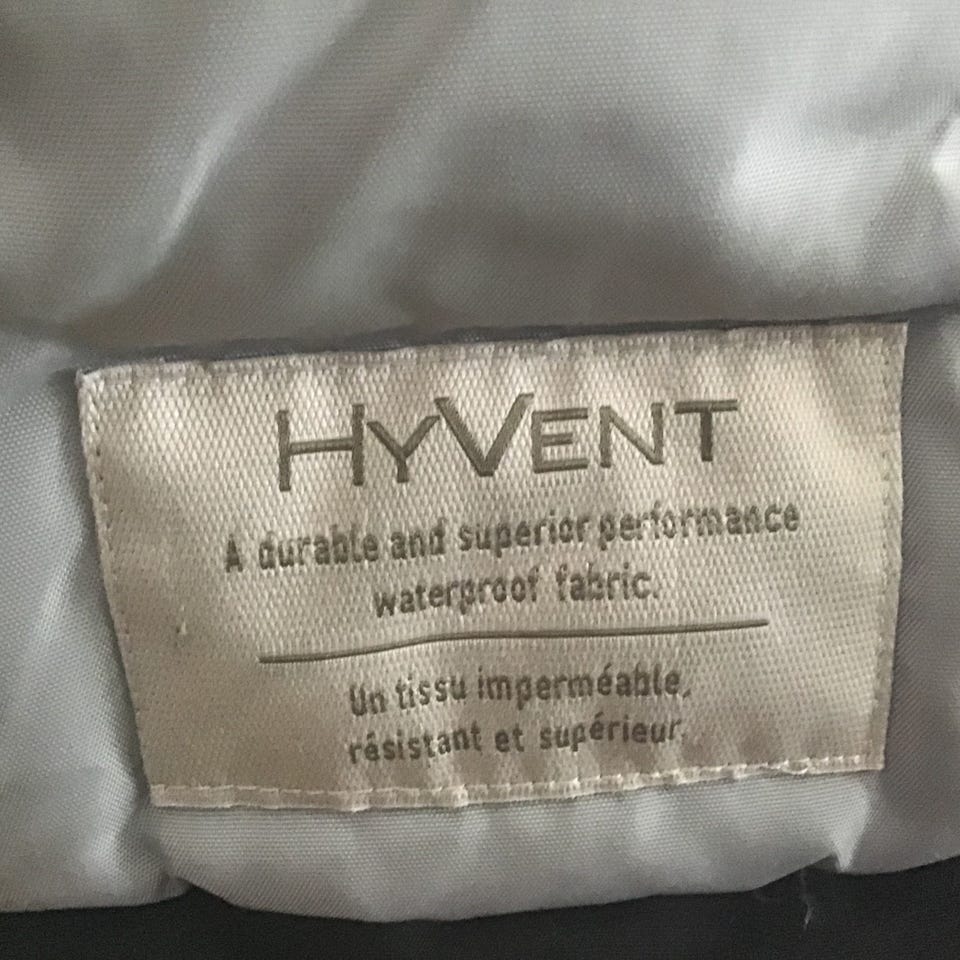 HYVENT
A durable and superior performance
waterproof fabric.
Un tissu imperméable,
résistant et supérieur.